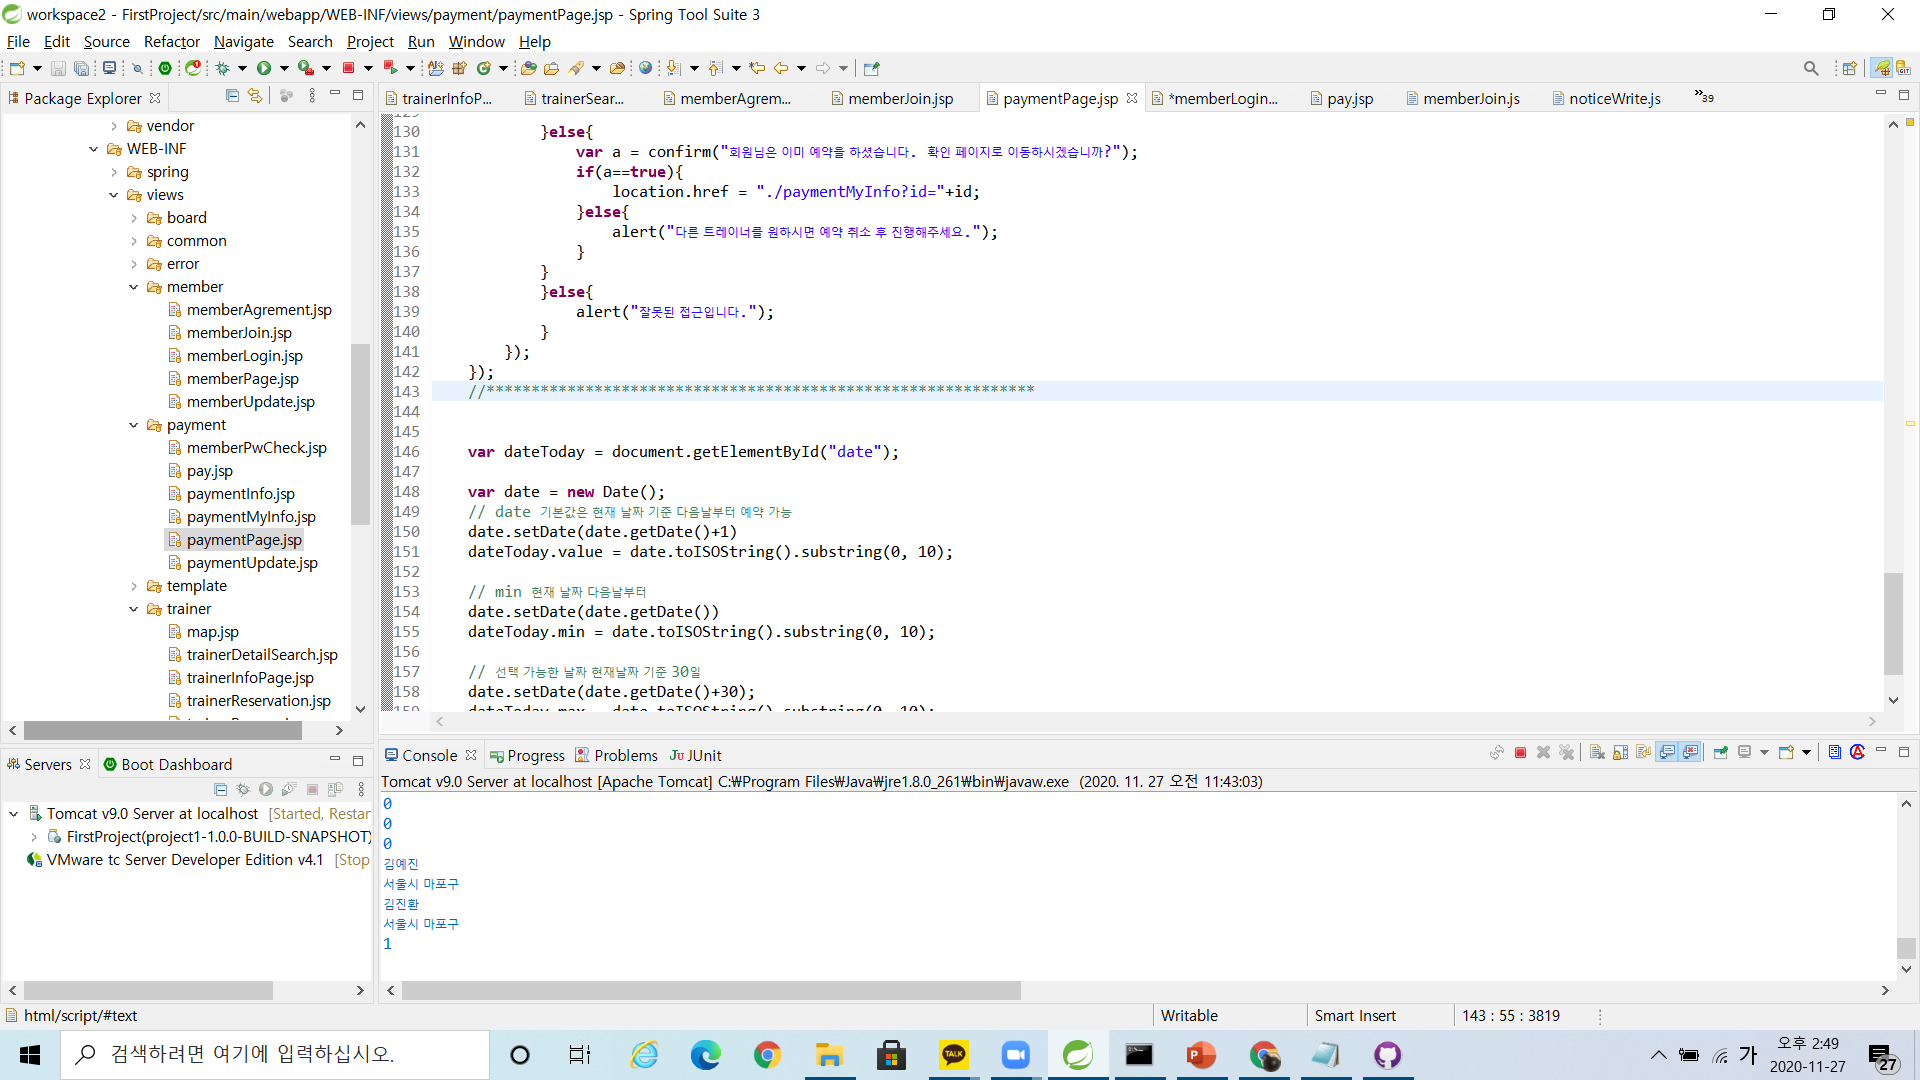 workspace2 - FirstProject/src/main/webapp/WEB-INF/views/payment/paymentPage.jsp - Spring Tool Suite 3
File Edit Source Refactor Navigate Search Project Run Window Help
Package Explorer
vendor
WEB-INF
spring
views
board
common
error
member
memberAgrement.jsp
memberJoin.jsp
memberLogin.jsp
memberPage.jsp
memberUpdate.jsp
payment
memberPwCheck.jsp
pay.jsp
paymentInfo.jsp
paymentMyInfo.jsp
paymentPage.jsp
paymentUpdate.jsp
template
trainer
map.jsp
trainerDetailSearch.jsp
trainerInfoPage.jsp
trainerReservation.jsp
trainerInfoP... trainerSear... memberAgrem... memberJoin.jsp paymentPage.jsp *memberLogin... pay.jsp memberJoin.js noticeWrite.js »39
130 }else{
131 var a = confirm("회원님은 이미 예약을 하셨습니다. 확인 페이지로 이동하시겠습니까?");
132 if(a==true){
133 location.href = "./paymentMyInfo?id="+id;
134 }else{
135 alert("다른 트레이너를 원하시면 예약 취소 후 진행해주세요.");
136 }
137 }
138 }else{
139 alert("잘못된 접근입니다.");
140 }
141 });
142 });
143 //*************************************************************
144
145
146 var dateToday = document.getElementById("date");
147
148 var date = new Date();
149 // date 기본값은 현재 날짜 기준 다음날부터 예약 가능
150 date.setDate(date.getDate()+1)
151 dateToday.value = date.toISOString().substring(0, 10);
152
153 // min 현재 날짜 다음날부터
154 date.setDate(date.getDate())
155 dateToday.min = date.toISOString().substring(0, 10);
156
157 // 선택 가능한 날짜 현재날짜 기준 30일
158 date.setDate(date.getDate()+30);
159 dateToday.max = date.toISOString().substring(0, 10);
Servers Boot Dashboard
Tomcat v9.0 Server at localhost [Started, Restar
FirstProject(project1-1.0.0-BUILD-SNAPSHOT)
VMware tc Server Developer Edition v4.1 [Stop
Console Progress Problems JUnit
Tomcat v9.0 Server at localhost [Apache Tomcat] C:₩Program Files₩Java₩jre1.8.0_261₩bin₩javaw.exe (2020. 11. 27 오전 11:43:03)
0
0
0
김예진
서울시 마포구
김진환
서울시 마포구
1
html/script/#text Writable Smart Insert 143 : 55 : 3819
검색하려면 여기에 입력하십시오.
TALK
가
오후 2:49
2020-11-27
27